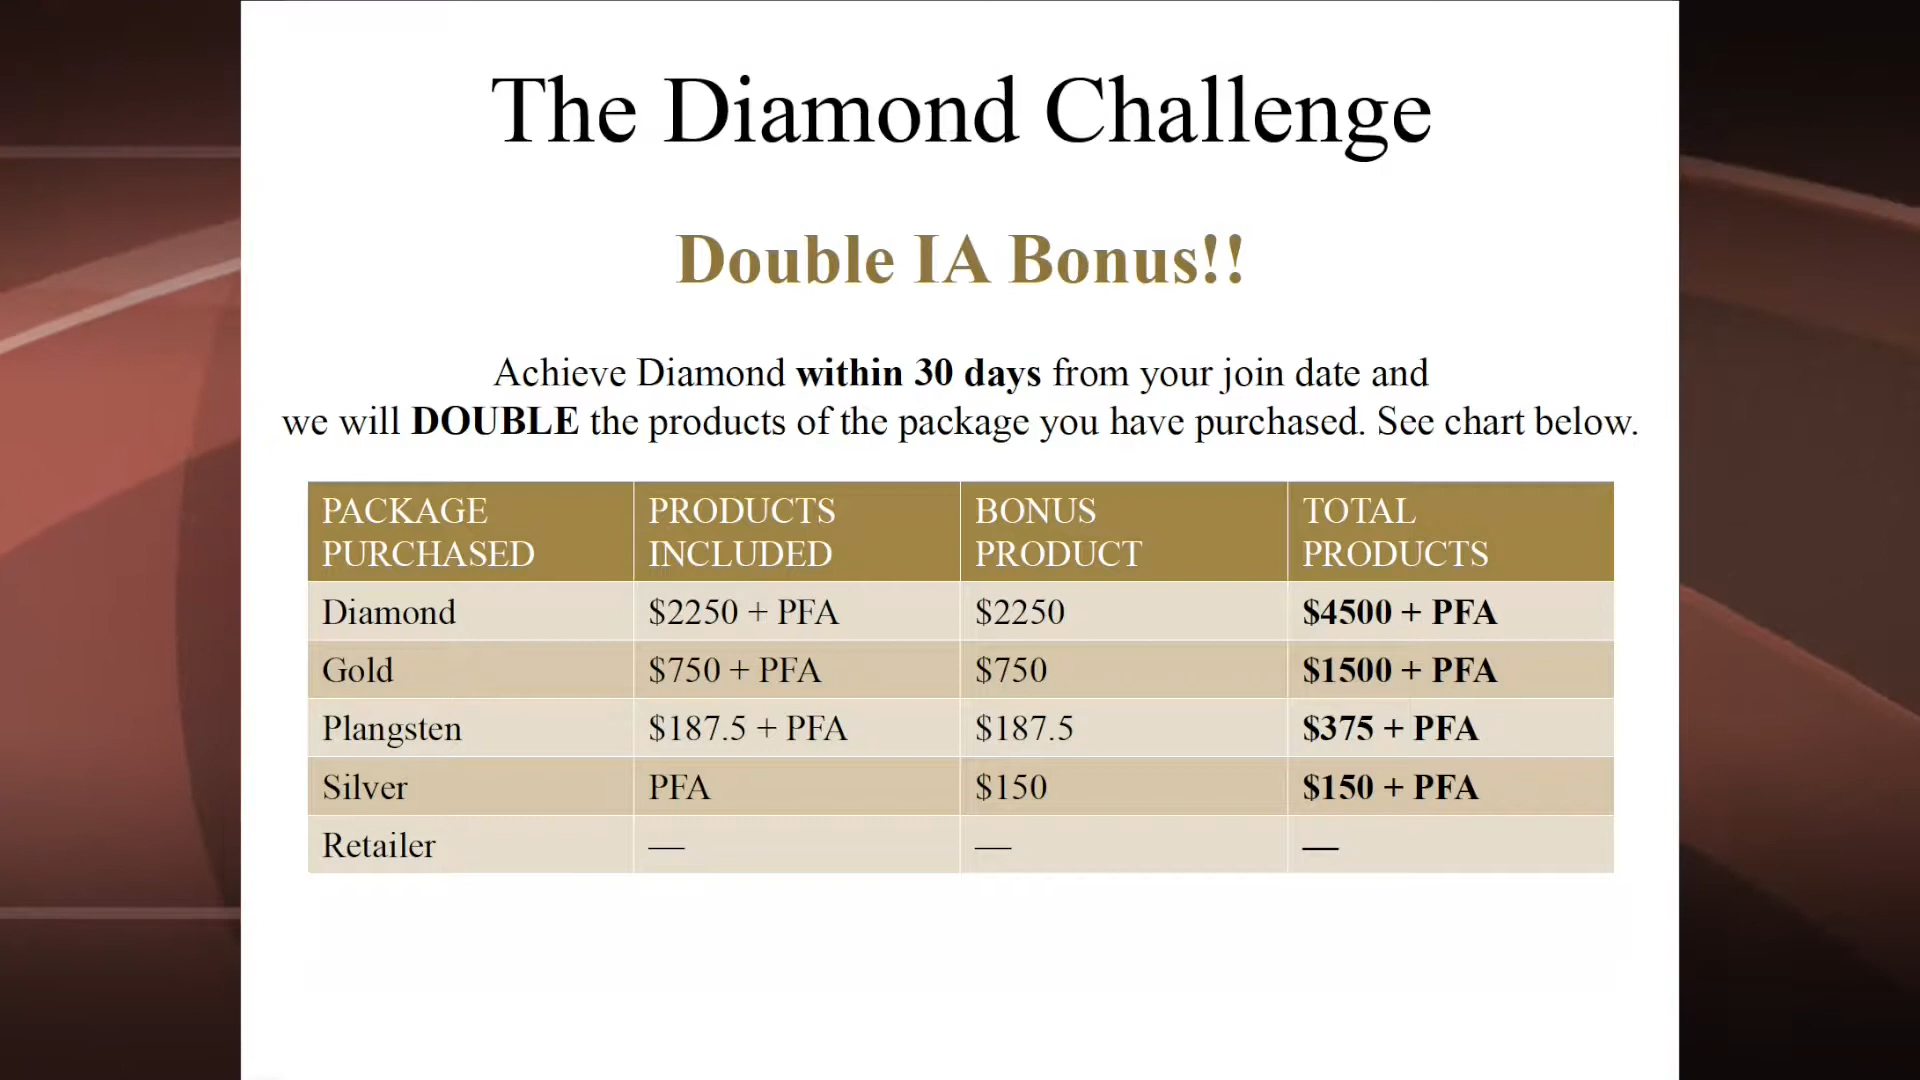 The Diamond Challenge
Double IA Bonus!!
Achieve Diamond within 30 days from your join date and
we will DOUBLE the products of the package you have purchased. See chart below.
PACKAGE PURCHASED PRODUCTS INCLUDED BONUS PRODUCT TOTAL PRODUCTS
Diamond $2250 + PFA $2250 $4500 + PFA
Gold $750 + PFA $750 $1500 + PFA
Plangsten $187.5 + PFA $187.5 $375 + PFA
Silver PFA $150 $150 + PFA
Retailer — — —